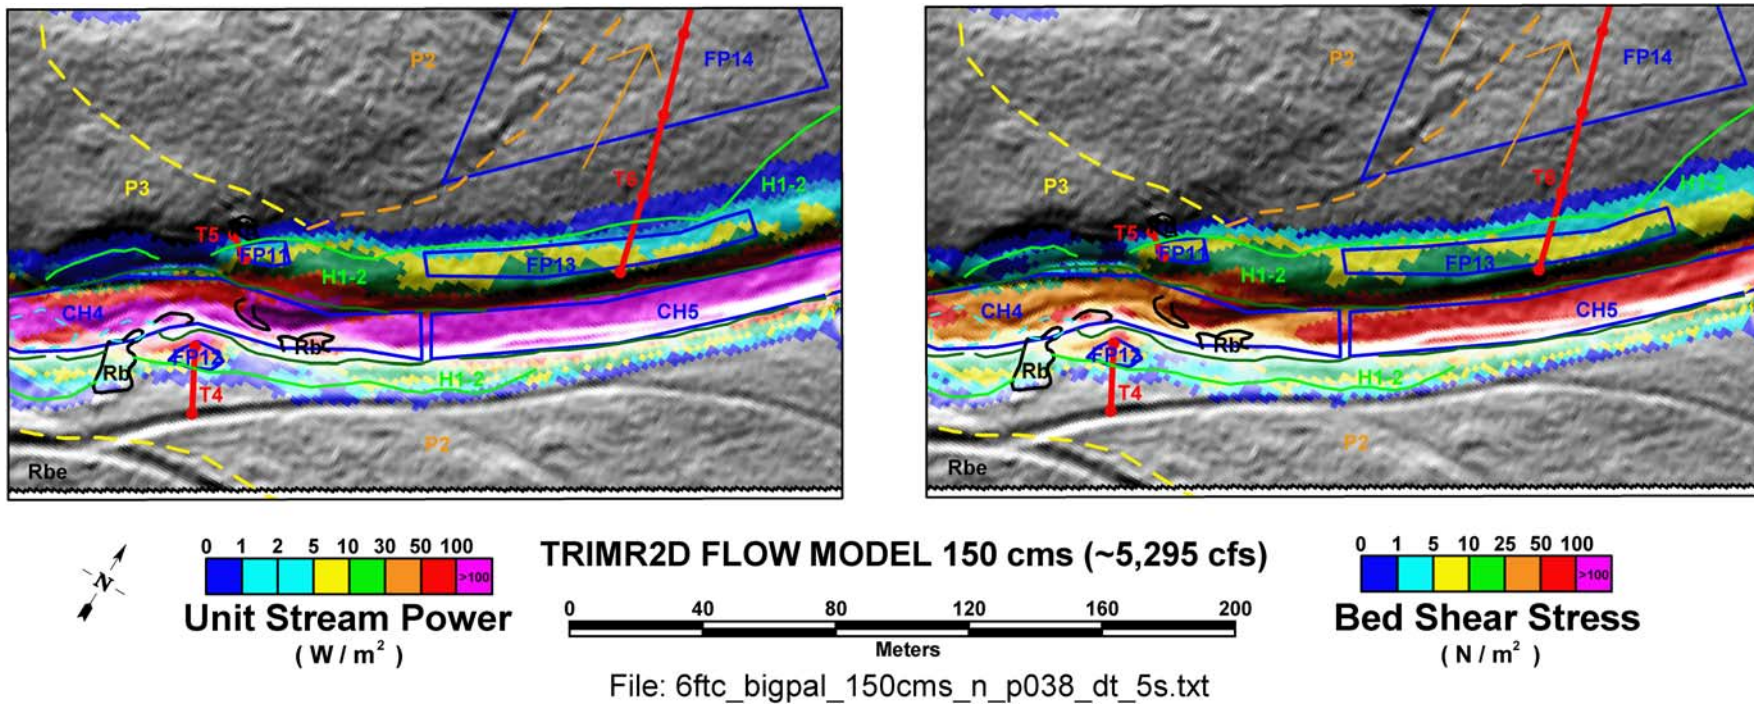 P2
FP14
P3
T6
H1-2
T5
FP11
H1-2
FP13
CH4
CH5
Rb
FP12
Rb
H1-2
T4
P2
Rbe
P2
FP14
P3
T6
H1-2
T5
FP11
H1-2
FP13
CH4
CH5
Rb
FP12
Rb
H1-2
T4
P2
Rbe
N
0 1 2 5 10 30 50 100
>100
Unit Stream Power
( W / m² )
TRIMR2D FLOW MODEL 150 cms (~5,295 cfs)
0 40 80 120 160 200
Meters
File: 6ftc_bigpal_150cms_n_p038_dt_5s.txt
0 1 5 10 25 50 100
>100
Bed Shear Stress
( N / m² )